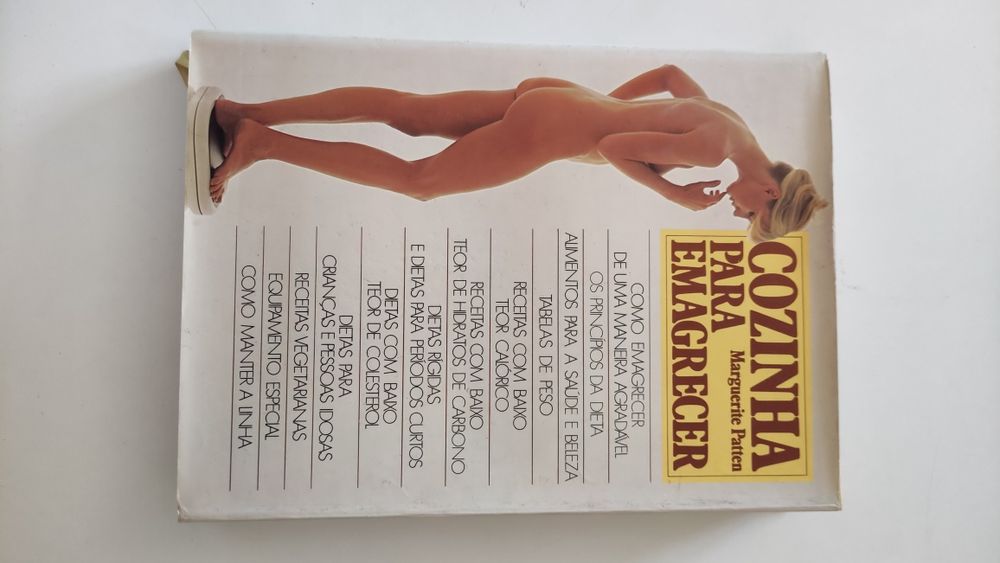 COZINHA
PARA
Marguerite Patten
EMAGRECER
COMO EMAGRECER
DE UMA MANEIRA AGRADÁVEL
OS PRINCÍPIOS DA DIETA
ALIMENTOS PARA A SAÚDE E BELEZA
TABELAS DE PESO
RECEITAS COM BAIXO
TEOR CALÓRICO
RECEITAS COM BAIXO
TEOR DE HIDRATOS DE CARBONO
DIETAS RÍGIDAS
E DIETAS PARA PERÍODOS CURTOS
DIETAS COM BAIXO
TEOR DE COLESTEROL
DIETAS PARA
CRIANÇAS E PESSOAS IDOSAS
RECEITAS VEGETARIANAS
EQUIPAMENTO ESPECIAL
COMO MANTER A LINHA